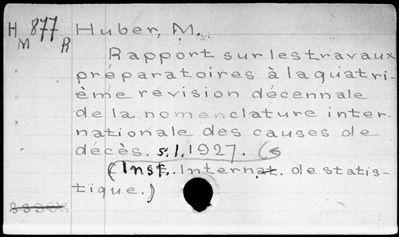 H 877 Huber, M.
M R
Rapport sur les travaux
préparatoires à la quatri-
ème revision décennale
de la nomenclature inter-
nationale des causes de
décès. s.l. 1927. (s
(Inst. Internat. de statis-
tique.)